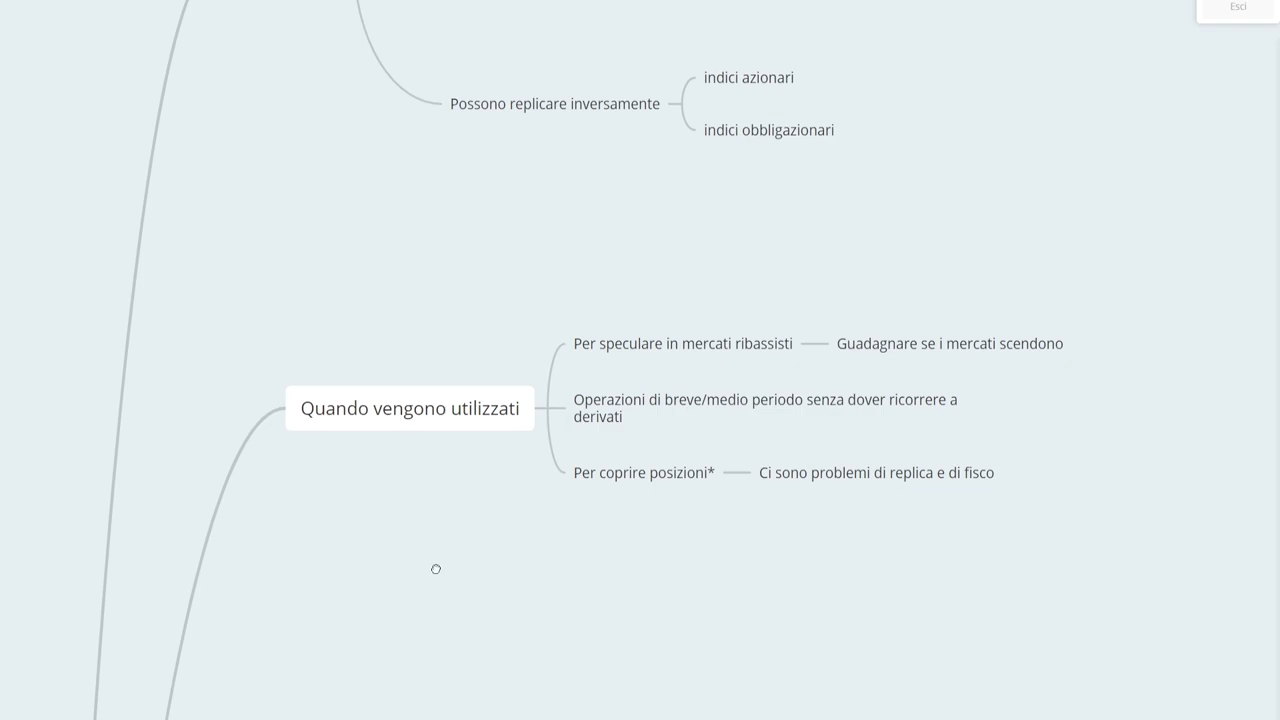 Esci
indici azionari
Possono replicare inversamente
indici obbligazionari
Per speculare in mercati ribassisti
Guadagnare se i mercati scendono
Quando vengono utilizzati
Operazioni di breve/medio periodo senza dover ricorrere a
derivati
Per coprire posizioni*
Ci sono problemi di replica e di fisco